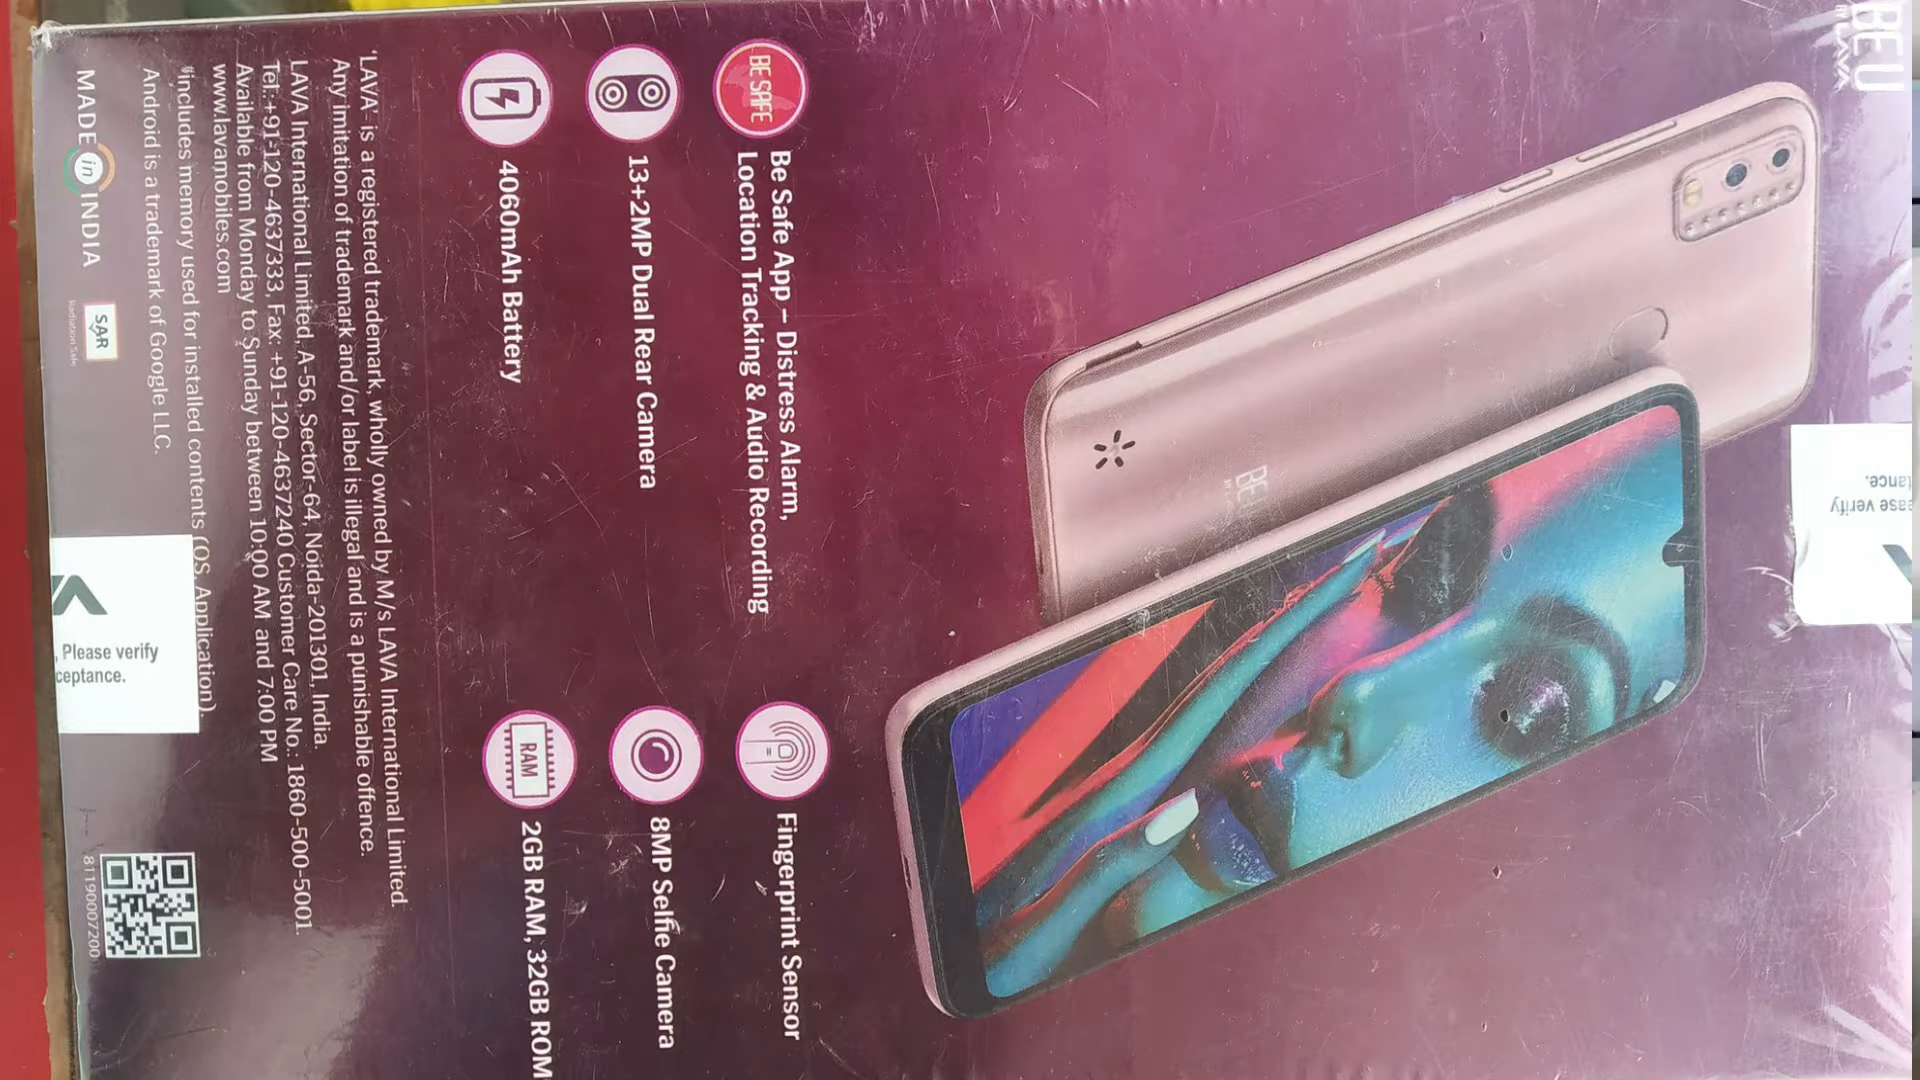 BE U
BY LAVA
BE SAFE
Be Safe App – Distress Alarm,
Location Tracking & Audio Recording
Fingerprint Sensor
13+2MP Dual Rear Camera
8MP Selfie Camera
4060mAh Battery
RAM
2GB RAM, 32GB ROM
'LAVA' is a registered trademark, wholly owned by M/s LAVA International Limited.
Any imitation of trademark and/or label is illegal and is a punishable offence.
LAVA International Limited, A-56, Sector-64, Noida-201301, India.
Tel: +91-120-4637333, Fax: +91-120-4637240 Customer Care No.: 1860-500-5001.
Available from Monday to Sunday between 10:00 AM and 7:00 PM
www.lavamobiles.com
#includes memory used for installed contents (OS, Application).
Android is a trademark of Google LLC.
MADE in INDIA
SAR
Radiation Safe
81190007200
, Please verify
ceptance.
ease verify
tance.